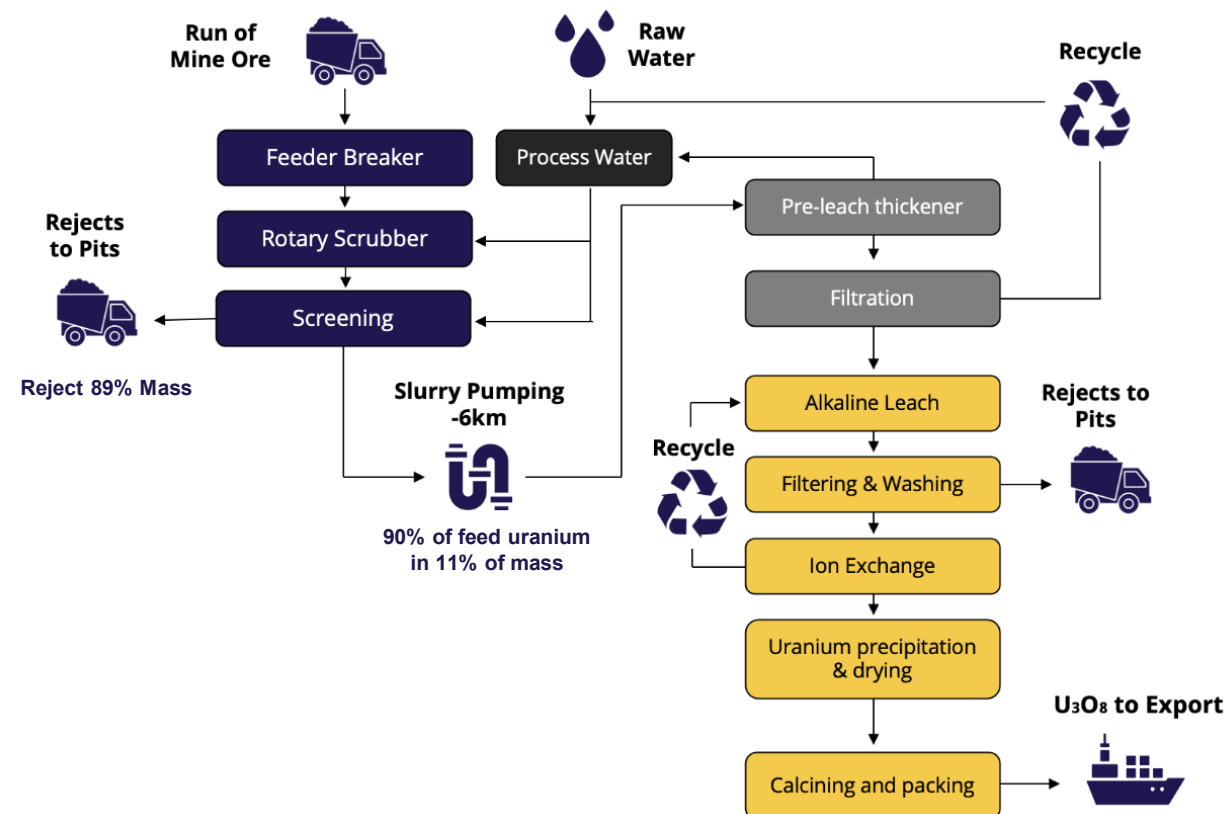 Run of
Mine Ore
Raw
Water
Recycle
Feeder Breaker
Process Water
Pre-leach thickener
Rejects
to Pits
Rotary Scrubber
Filtration
Screening
Reject 89% Mass
Slurry Pumping
-6km
Alkaline Leach
Rejects to
Pits
Recycle
Filtering & Washing
90% of feed uranium
in 11% of mass
Ion Exchange
Uranium precipitation
& drying
U₃O₈ to Export
Calcining and packing